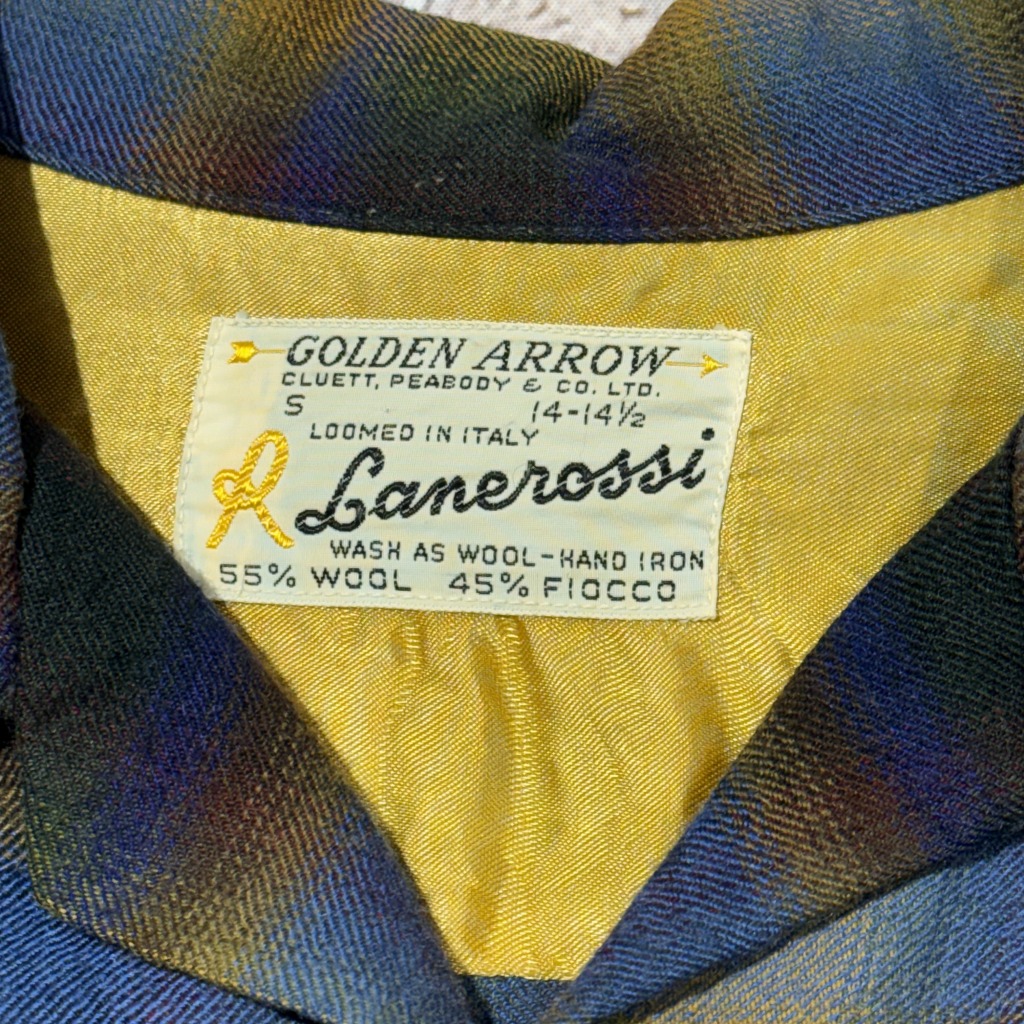 GOLDEN ARROW
CLUETT, PEABODY & CO. LTD.
S 14-14½
LOOMED IN ITALY
R Lanerossi
WASH AS WOOL-HAND IRON
55% WOOL 45% FIOCCO